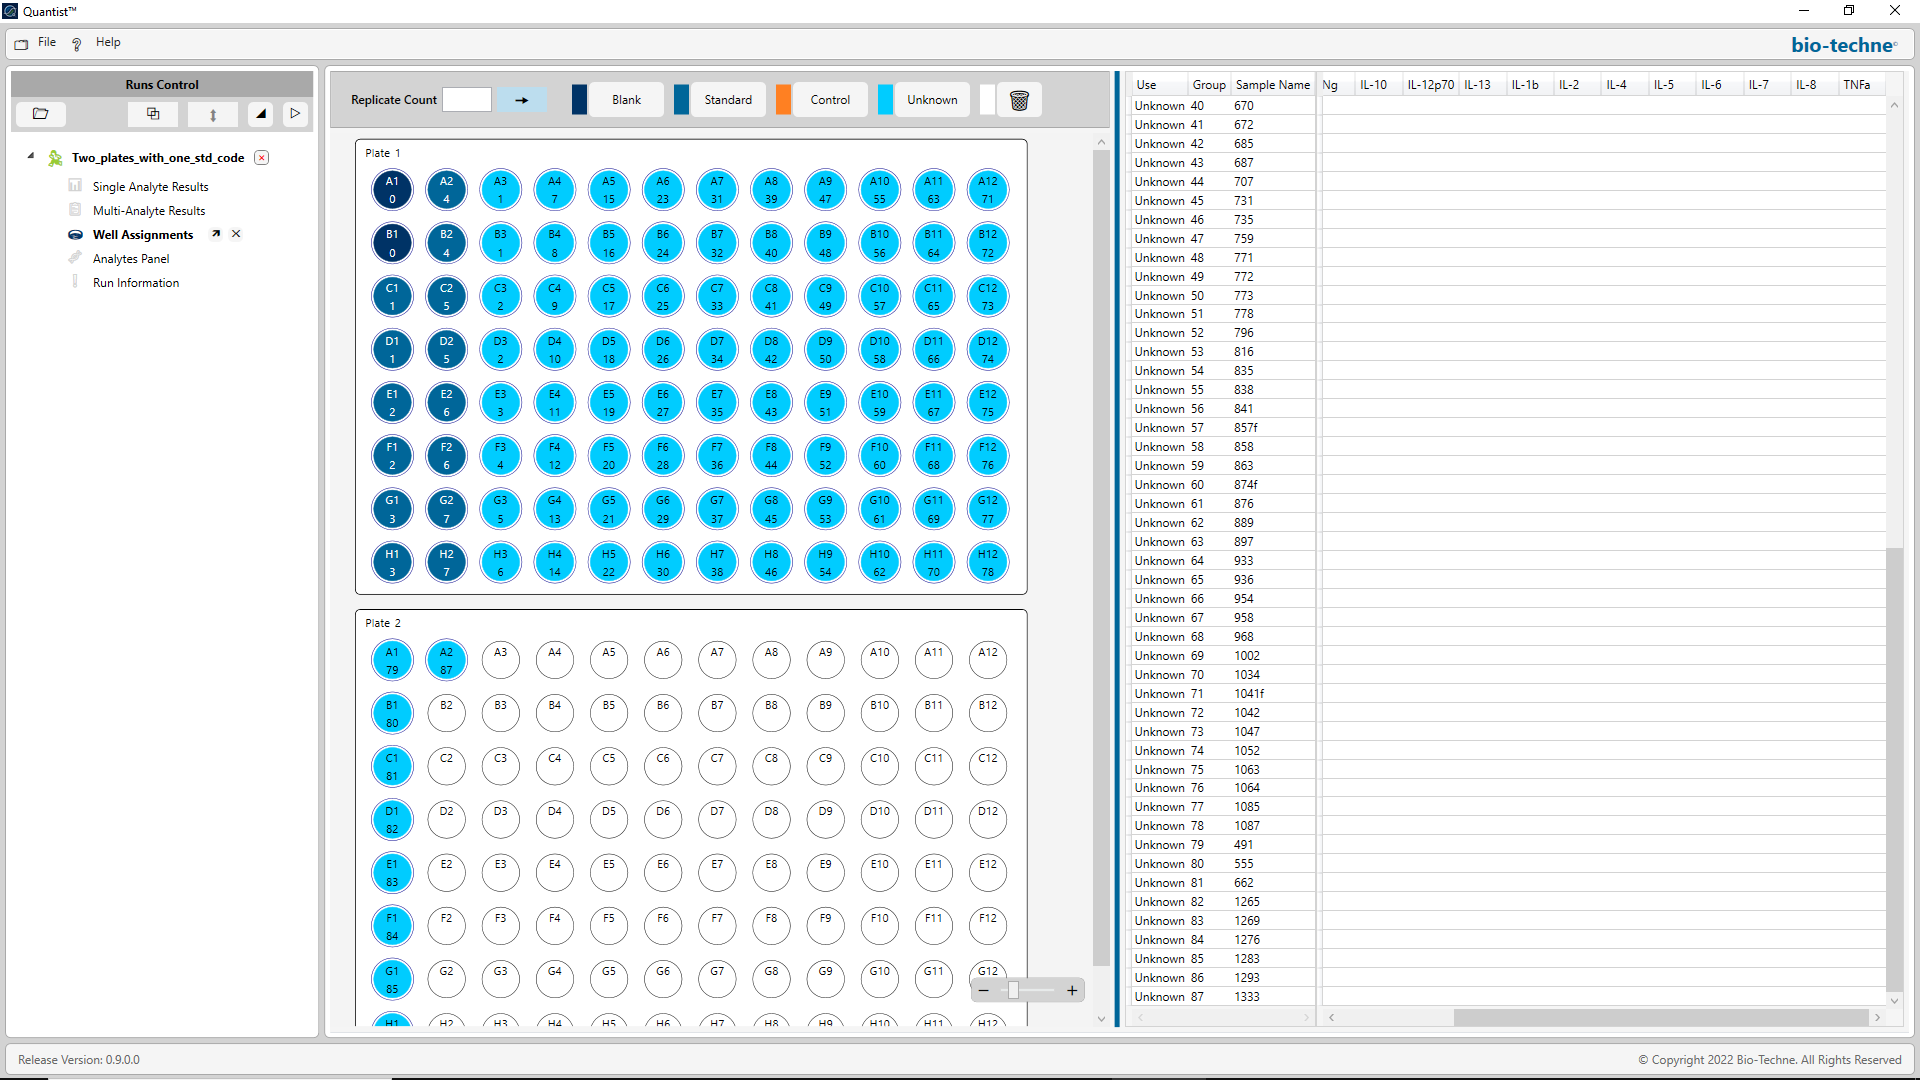 Quantist™
File Help
bio-techne
Runs Control
Two_plates_with_one_std_code
Single Analyte Results
Multi-Analyte Results
Well Assignments
Analytes Panel
Run Information
Replicate Count Blank Standard Control Unknown
Plate 1
A1 A2 A3 A4 A5 A6 A7 A8 A9 A10 A11 A12
0 4 1 7 15 23 31 39 47 55 63 71
B1 B2 B3 B4 B5 B6 B7 B8 B9 B10 B11 B12
0 4 1 8 16 24 32 40 48 56 64 72
C1 C2 C3 C4 C5 C6 C7 C8 C9 C10 C11 C12
1 5 2 9 17 25 33 41 49 57 65 73
D1 D2 D3 D4 D5 D6 D7 D8 D9 D10 D11 D12
1 5 2 10 18 26 34 42 50 58 66 74
E1 E2 E3 E4 E5 E6 E7 E8 E9 E10 E11 E12
2 6 3 11 19 27 35 43 51 59 67 75
F1 F2 F3 F4 F5 F6 F7 F8 F9 F10 F11 F12
2 6 4 12 20 28 36 44 52 60 68 76
G1 G2 G3 G4 G5 G6 G7 G8 G9 G10 G11 G12
3 7 5 13 21 29 37 45 53 61 69 77
H1 H2 H3 H4 H5 H6 H7 H8 H9 H10 H11 H12
3 7 6 14 22 30 38 46 54 62 70 78
Plate 2
A1 A2 A3 A4 A5 A6 A7 A8 A9 A10 A11 A12
79 87
B1 B2 B3 B4 B5 B6 B7 B8 B9 B10 B11 B12
80
C1 C2 C3 C4 C5 C6 C7 C8 C9 C10 C11 C12
81
D1 D2 D3 D4 D5 D6 D7 D8 D9 D10 D11 D12
82
E1 E2 E3 E4 E5 E6 E7 E8 E9 E10 E11 E12
83
F1 F2 F3 F4 F5 F6 F7 F8 F9 F10 F11 F12
84
G1 G2 G3 G4 G5 G6 G7 G8 G9 G10 G11 G12
85
H1 H2 H3 H4 H5 H6 H7 H8 H9 H10 H11 H12
Use Group Sample Name Ng IL-10 IL-12p70 IL-13 IL-1b IL-2 IL-4 IL-5 IL-6 IL-7 IL-8 TNFa
Unknown 40 670
Unknown 41 672
Unknown 42 685
Unknown 43 687
Unknown 44 707
Unknown 45 731
Unknown 46 735
Unknown 47 759
Unknown 48 771
Unknown 49 772
Unknown 50 773
Unknown 51 778
Unknown 52 796
Unknown 53 816
Unknown 54 835
Unknown 55 838
Unknown 56 841
Unknown 57 857f
Unknown 58 858
Unknown 59 863
Unknown 60 874f
Unknown 61 876
Unknown 62 889
Unknown 63 897
Unknown 64 933
Unknown 65 936
Unknown 66 954
Unknown 67 958
Unknown 68 968
Unknown 69 1002
Unknown 70 1034
Unknown 71 1041f
Unknown 72 1042
Unknown 73 1047
Unknown 74 1052
Unknown 75 1063
Unknown 76 1064
Unknown 77 1085
Unknown 78 1087
Unknown 79 491
Unknown 80 555
Unknown 81 662
Unknown 82 1265
Unknown 83 1269
Unknown 84 1276
Unknown 85 1283
Unknown 86 1293
Unknown 87 1333
Release Version: 0.9.0.0
© Copyright 2022 Bio-Techne. All Rights Reserved